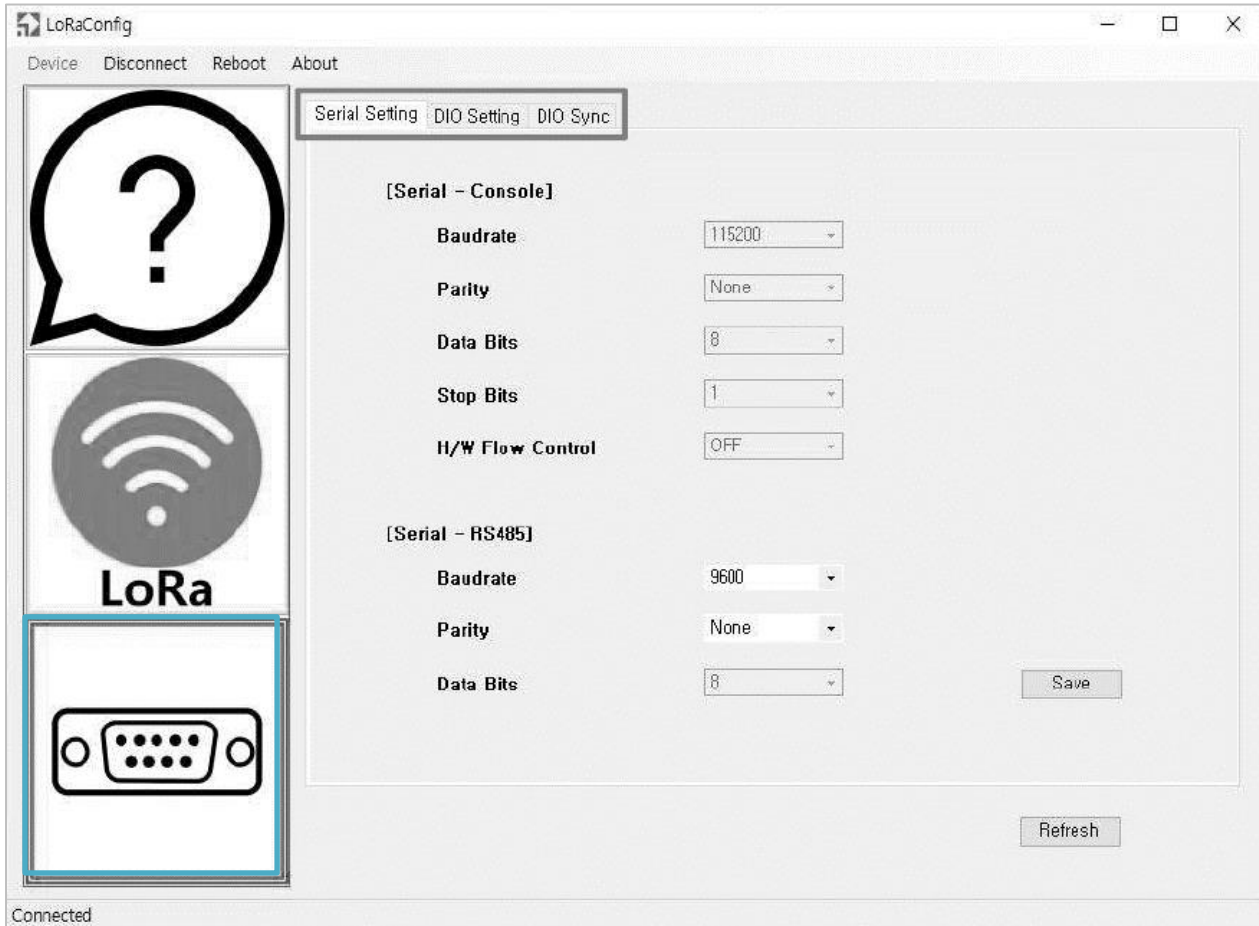 LoRaConfig
Device Disconnect Reboot About
Serial Setting DIO Setting DIO Sync
[Serial - Console]
Baudrate 115200
Parity None
Data Bits 8
Stop Bits 1
H/W Flow Control OFF
[Serial - RS485]
Baudrate 9600
LoRa
Parity None
Data Bits 8 Save
Refresh
Connected